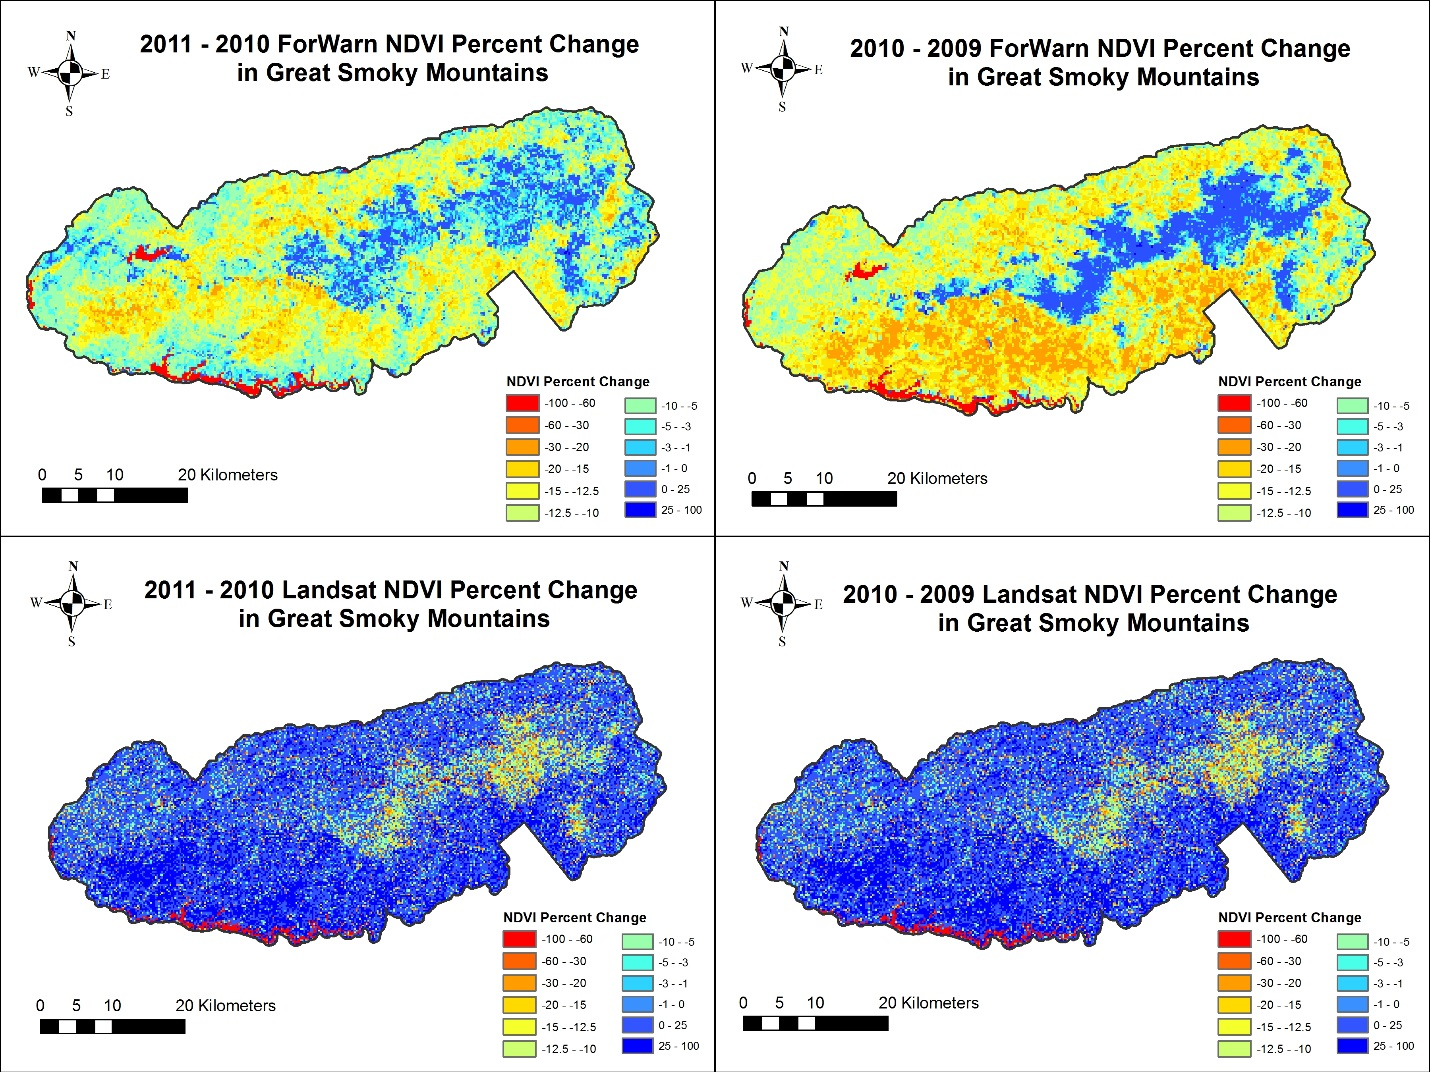 2011 - 2010 ForWarn NDVI Percent Change
in Great Smoky Mountains
N
W
E
S
NDVI Percent Change
-100 - -60
-60 - -30
-30 - -20
-20 - -15
-15 - -12.5
-12.5 - -10
-10 - -5
-5 - -3
-3 - -1
-1 - 0
0 - 25
25 - 100
0 5 10 20 Kilometers
2010 - 2009 ForWarn NDVI Percent Change
in Great Smoky Mountains
N
W
E
S
NDVI Percent Change
-100 - -60
-60 - -30
-30 - -20
-20 - -15
-15 - -12.5
-12.5 - -10
-10 - -5
-5 - -3
-3 - -1
-1 - 0
0 - 25
25 - 100
0 5 10 20 Kilometers
2011 - 2010 Landsat NDVI Percent Change
in Great Smoky Mountains
N
W
E
S
NDVI Percent Change
-100 - -60
-60 - -30
-30 - -20
-20 - -15
-15 - -12.5
-12.5 - -10
-10 - -5
-5 - -3
-3 - -1
-1 - 0
0 - 25
25 - 100
0 5 10 20 Kilometers
2010 - 2009 Landsat NDVI Percent Change
in Great Smoky Mountains
N
W
E
S
NDVI Percent Change
-100 - -60
-60 - -30
-30 - -20
-20 - -15
-15 - -12.5
-12.5 - -10
-10 - -5
-5 - -3
-3 - -1
-1 - 0
0 - 25
25 - 100
0 5 10 20 Kilometers